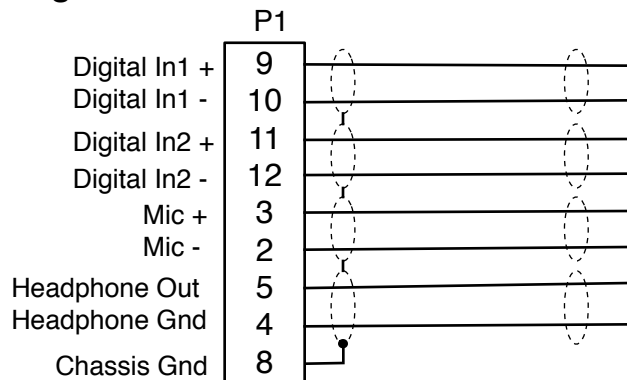 P1
Digital In1 + 9
Digital In1 - 10
Digital In2 + 11
Digital In2 - 12
Mic + 3
Mic - 2
Headphone Out 5
Headphone Gnd 4
Chassis Gnd 8